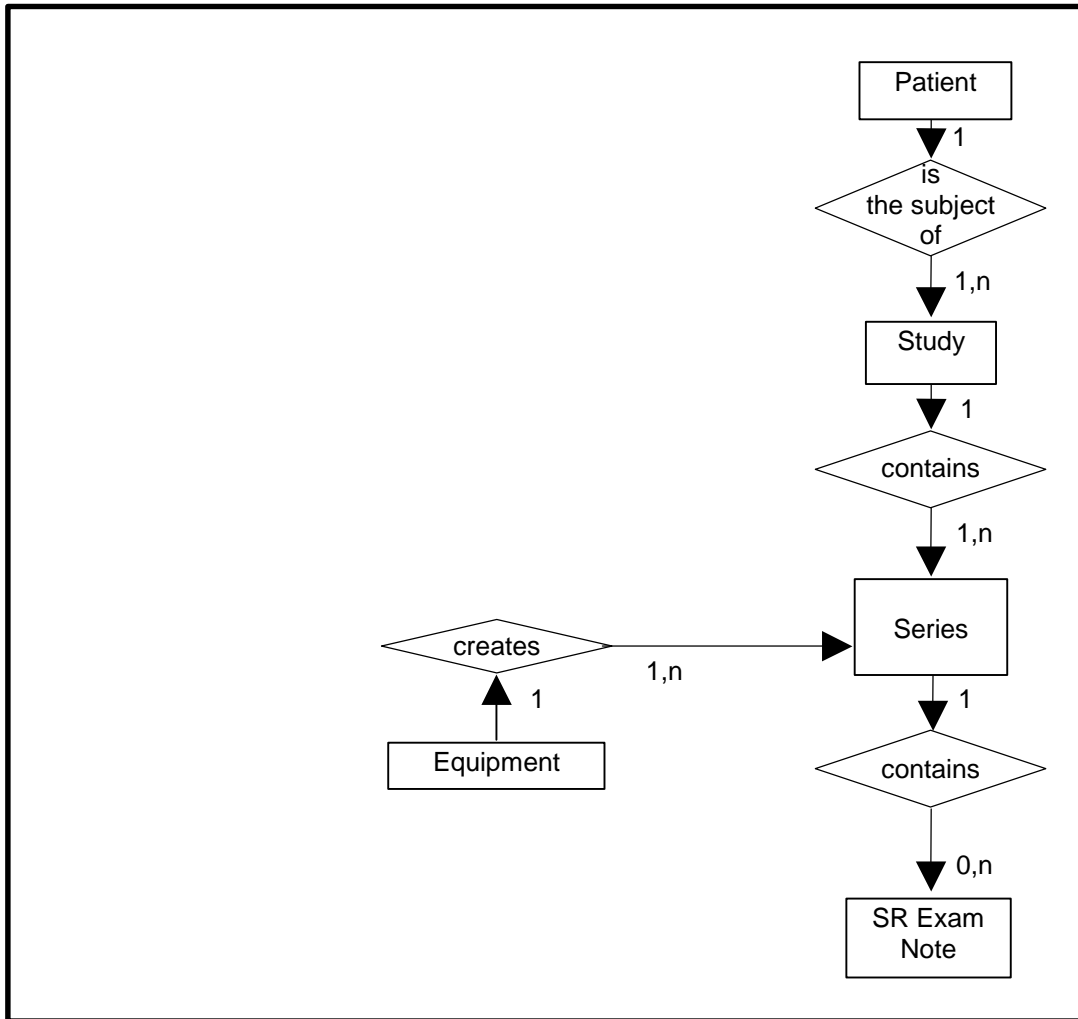 Patient
1
is
the subject
of
1,n
Study
1
contains
1,n
Series
creates
1,n
1
1
Equipment
contains
0,n
SR Exam
Note